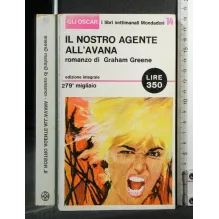 GLI OSCAR i libri settimanali Mondadori 14
IL NOSTRO AGENTE
ALL'AVANA
romanzo di Graham Greene
edizione integrale
279° migliaio
LIRE
350